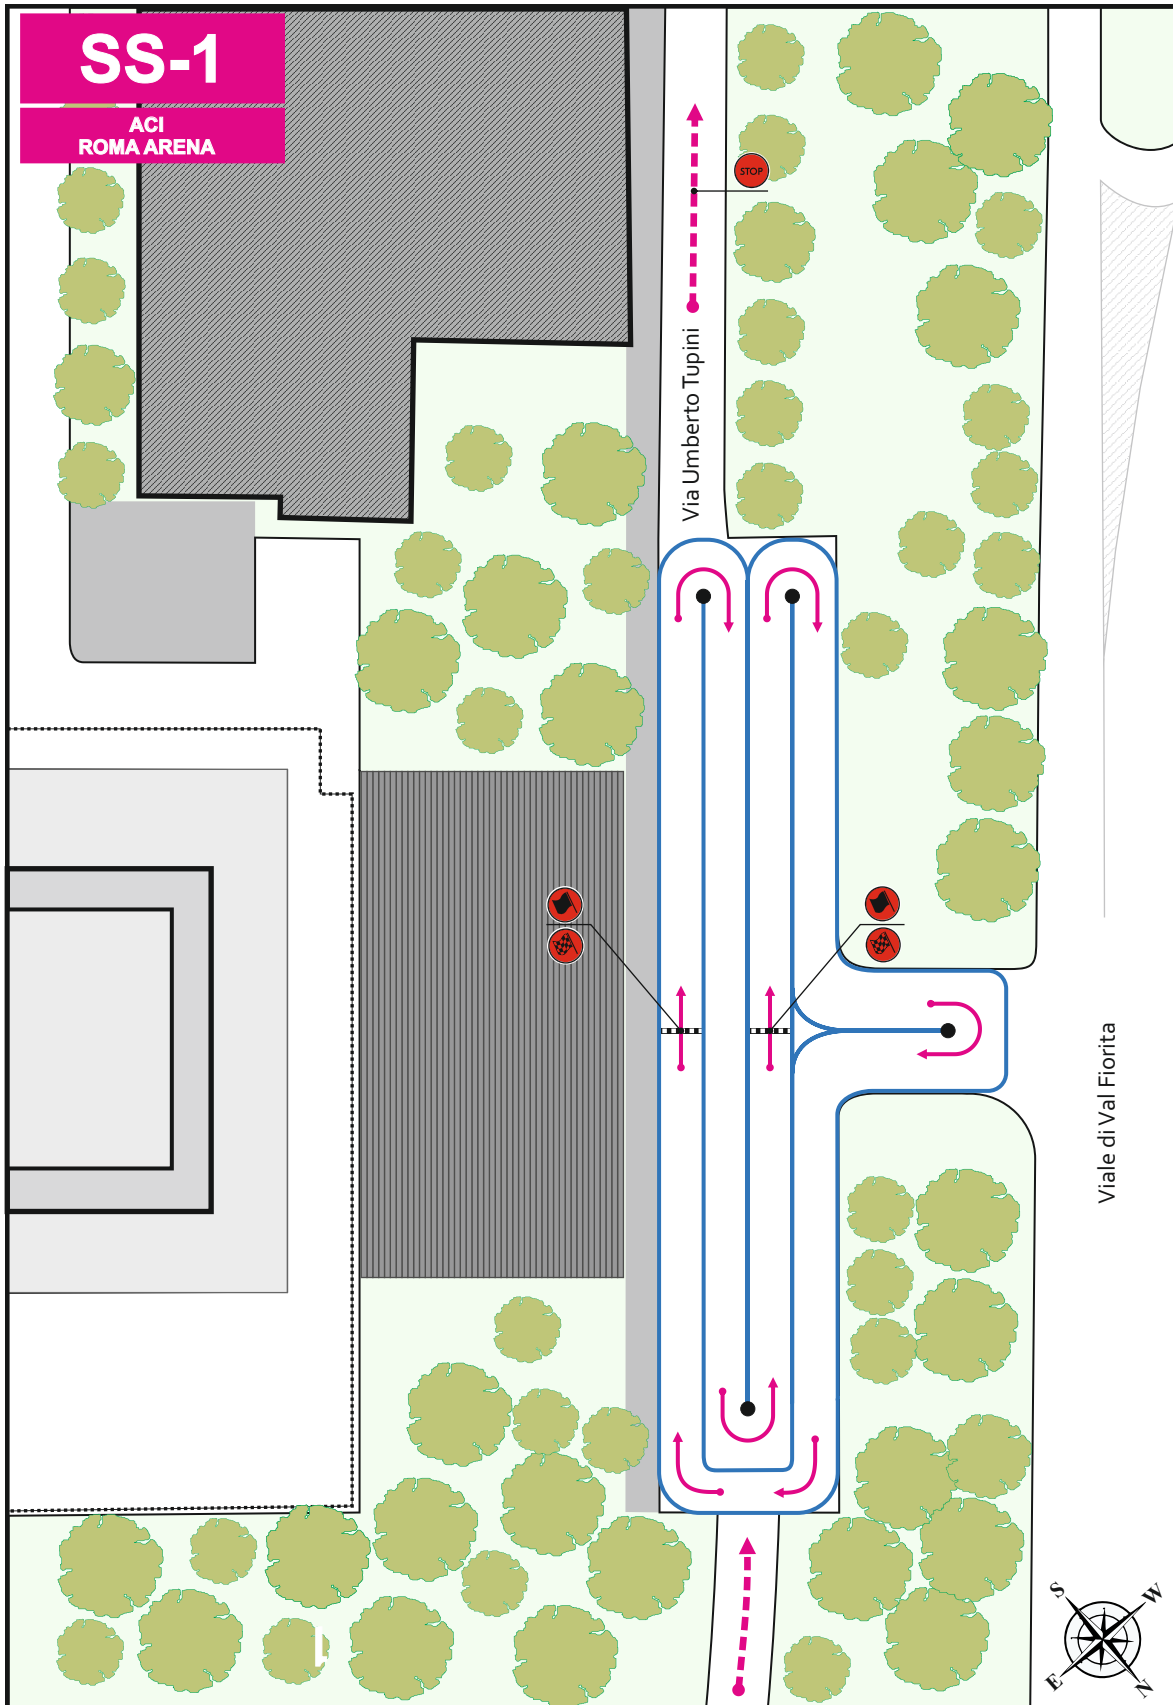 SS-1
ACI
ROMA ARENA
STOP
Via Umberto Tupini
Viale di Val Fiorita
S
W
E
N